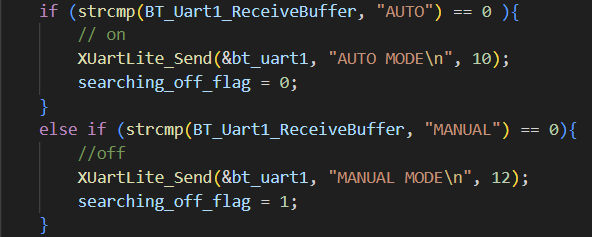 if (strcmp(BT_Uart1_ReceiveBuffer, "AUTO") == 0 ){
// on
XUartLite_Send(&bt_uart1, "AUTO MODE\n", 10);
searching_off_flag = 0;
}
else if (strcmp(BT_Uart1_ReceiveBuffer, "MANUAL") == 0){
//off
XUartLite_Send(&bt_uart1, "MANUAL MODE\n", 12);
searching_off_flag = 1;
}